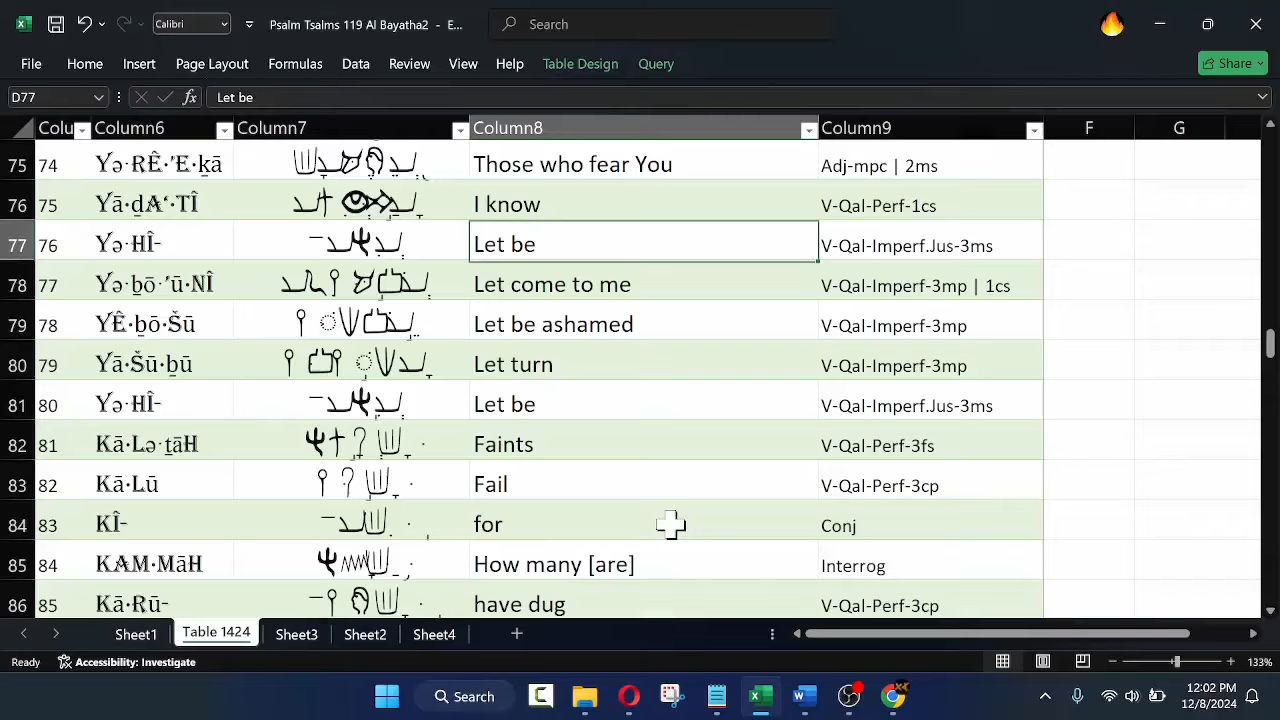 Calibri
Psalm Tsalms 119 Al Bayatha2 - E...
Search
File Home Insert Page Layout Formulas Data Review View Help Table Design Query
Share
D77
fx
Let be
Colu Column6 Column7 Column8 Column9 F G
75 74 Yə·RÊ·’E·ḵā Those who fear You Adj-mpc | 2ms
76 75 Yā·ḏA‘·TÎ I know V-Qal-Perf-1cs
77 76 Yə·HÎ- Let be V-Qal-Imperf.Jus-3ms
78 77 Yə·ḇō·’ū·NÎ Let come to me V-Qal-Imperf-3mp | 1cs
79 78 YÊ·ḇō·Šū Let be ashamed V-Qal-Imperf-3mp
80 79 Yā·Šū·ḇū Let turn V-Qal-Imperf-3mp
81 80 Yə·HÎ- Let be V-Qal-Imperf.Jus-3ms
82 81 Kā·Lə·ṯāH Faints V-Qal-Perf-3fs
83 82 Kā·Lū Fail V-Qal-Perf-3cp
84 83 KÎ- for Conj
85 84 KAM·MāH How many [are] Interrog
86 85 Kā·Rū- have dug V-Qal-Perf-3cp
Sheet1 Table 1424 Sheet3 Sheet2 Sheet4
Ready Accessibility: Investigate 133%
Search
12:02 PM
12/8/2024